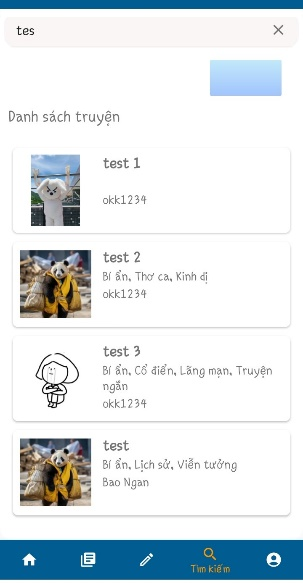 tes
Danh sách truyện
test 1
okk1234
test 2
Bí ẩn, Thơ ca, Kinh dị
okk1234
test 3
Bí ẩn, Cổ điển, Lãng mạn, Truyện
ngắn
okk1234
test
Bí ẩn, Lịch sử, Viễn tưởng
Bao Ngan
Tìm kiếm